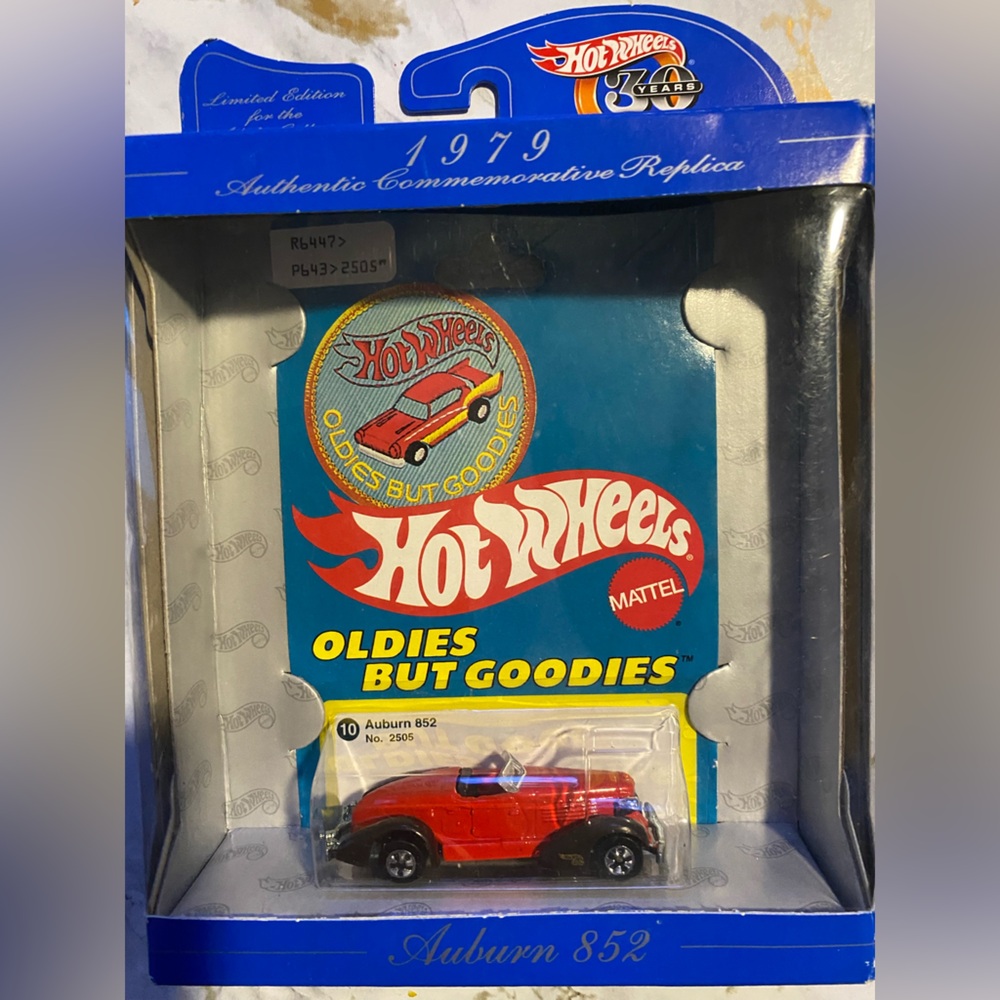 HOT WHEELS
30
YEARS
Limited Edition
for the
1979
Authentic Commemorative Replica
R6447>
P643>2505"
HOT WHEELS
OLDIES BUT GOODIES
HOT WHEELS®
MATTEL®
OLDIES
BUT GOODIES™
10 Auburn 852
No. 2505
Auburn 852